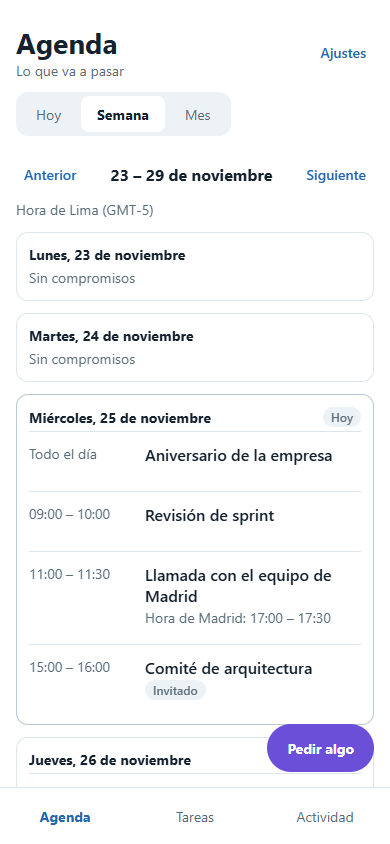 Agenda
Ajustes
Lo que va a pasar
Hoy
Semana
Mes
Anterior
23 – 29 de noviembre
Siguiente
Hora de Lima (GMT-5)
Lunes, 23 de noviembre
Sin compromisos
Martes, 24 de noviembre
Sin compromisos
Miércoles, 25 de noviembre
Hoy
Todo el día
Aniversario de la empresa
09:00 – 10:00
Revisión de sprint
11:00 – 11:30
Llamada con el equipo de
Madrid
Hora de Madrid: 17:00 – 17:30
15:00 – 16:00
Comité de arquitectura
Invitado
Jueves, 26 de noviembre
Pedir algo
Agenda
Tareas
Actividad